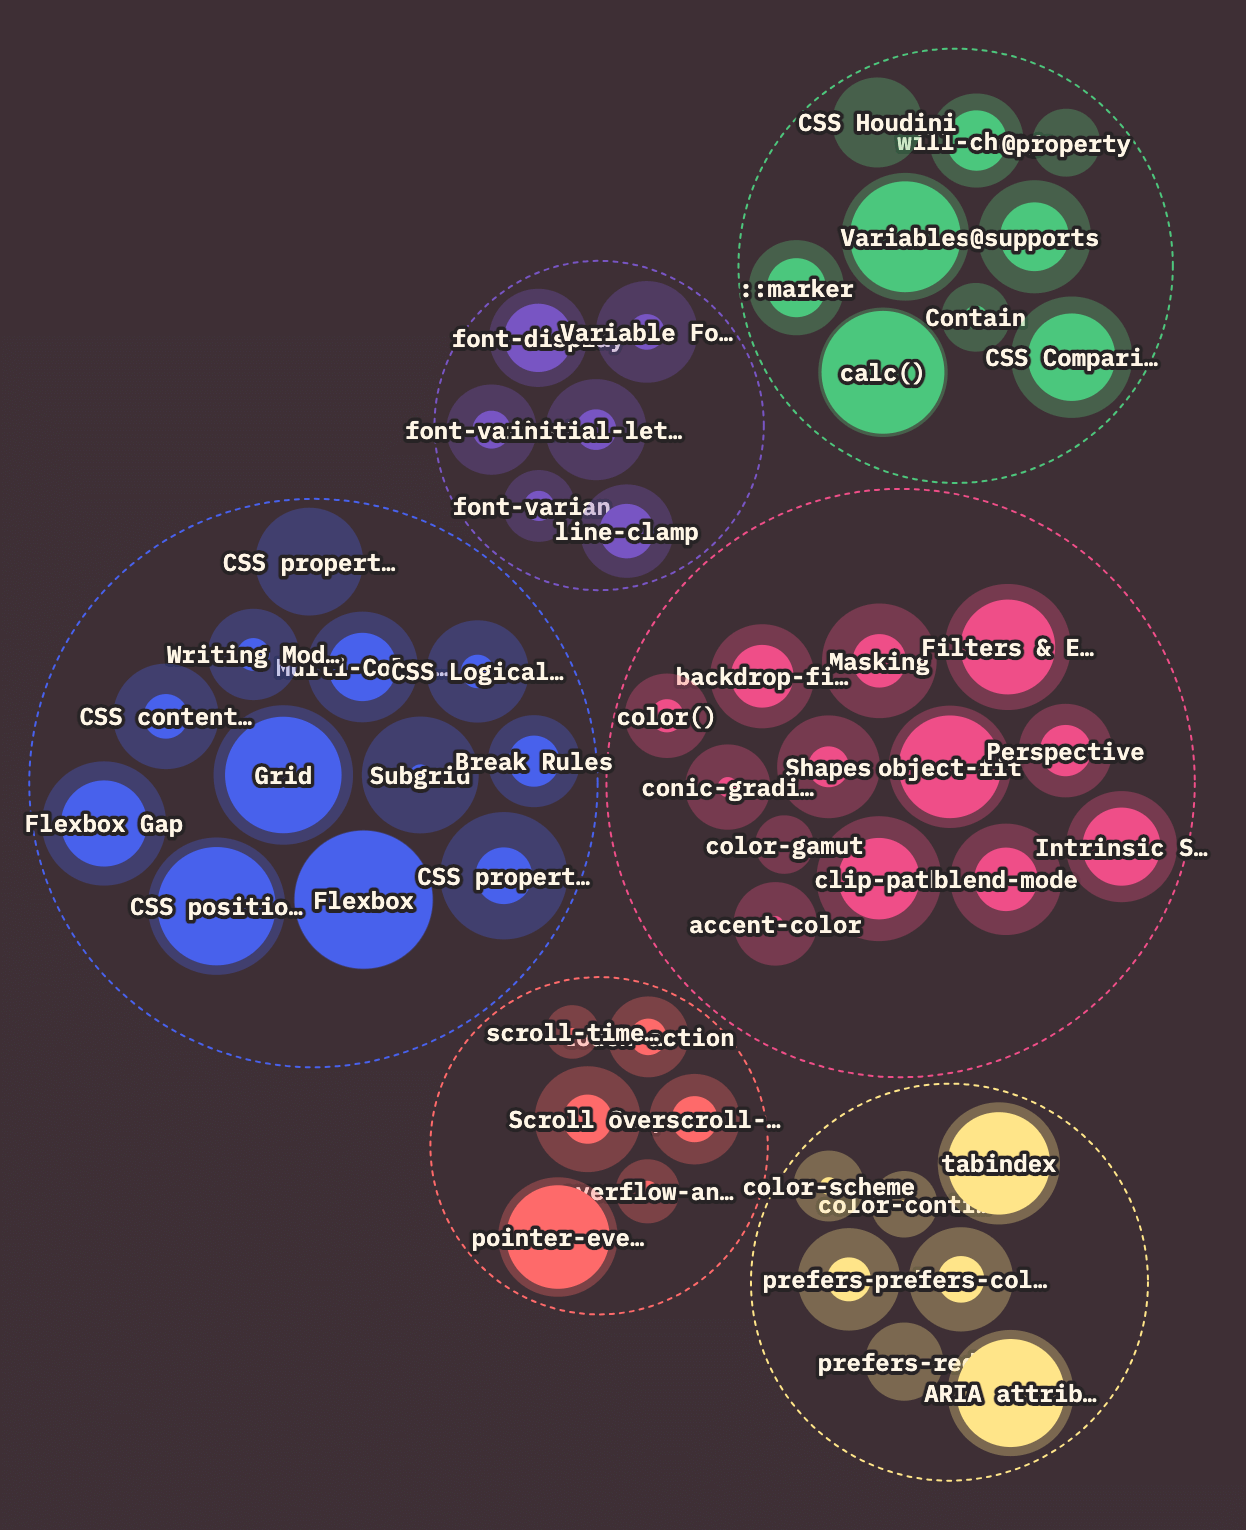 CSS Houdini
will-ch
@property
Variables
@supports
::marker
Contain
CSS Compari…
calc()
font-display
Variable Fo…
font-va
initial-let…
font-varian
line-clamp
CSS propert…
Writing Mod…
Multi-Col…
CSS Logical…
CSS content…
Grid
Subgrid
Break Rules
Flexbox Gap
CSS positio…
Flexbox
CSS propert…
backdrop-fi…
Masking
Filters & E…
color()
conic-gradi…
Shapes
object-fit
Perspective
color-gamut
Intrinsic S…
clip-pat
blend-mode
accent-color
scroll-time…
action
Scroll
overscroll-…
verflow-an…
pointer-eve…
tabindex
color-scheme
color-contr…
prefers-
prefers-col…
prefers-red
ARIA attrib…